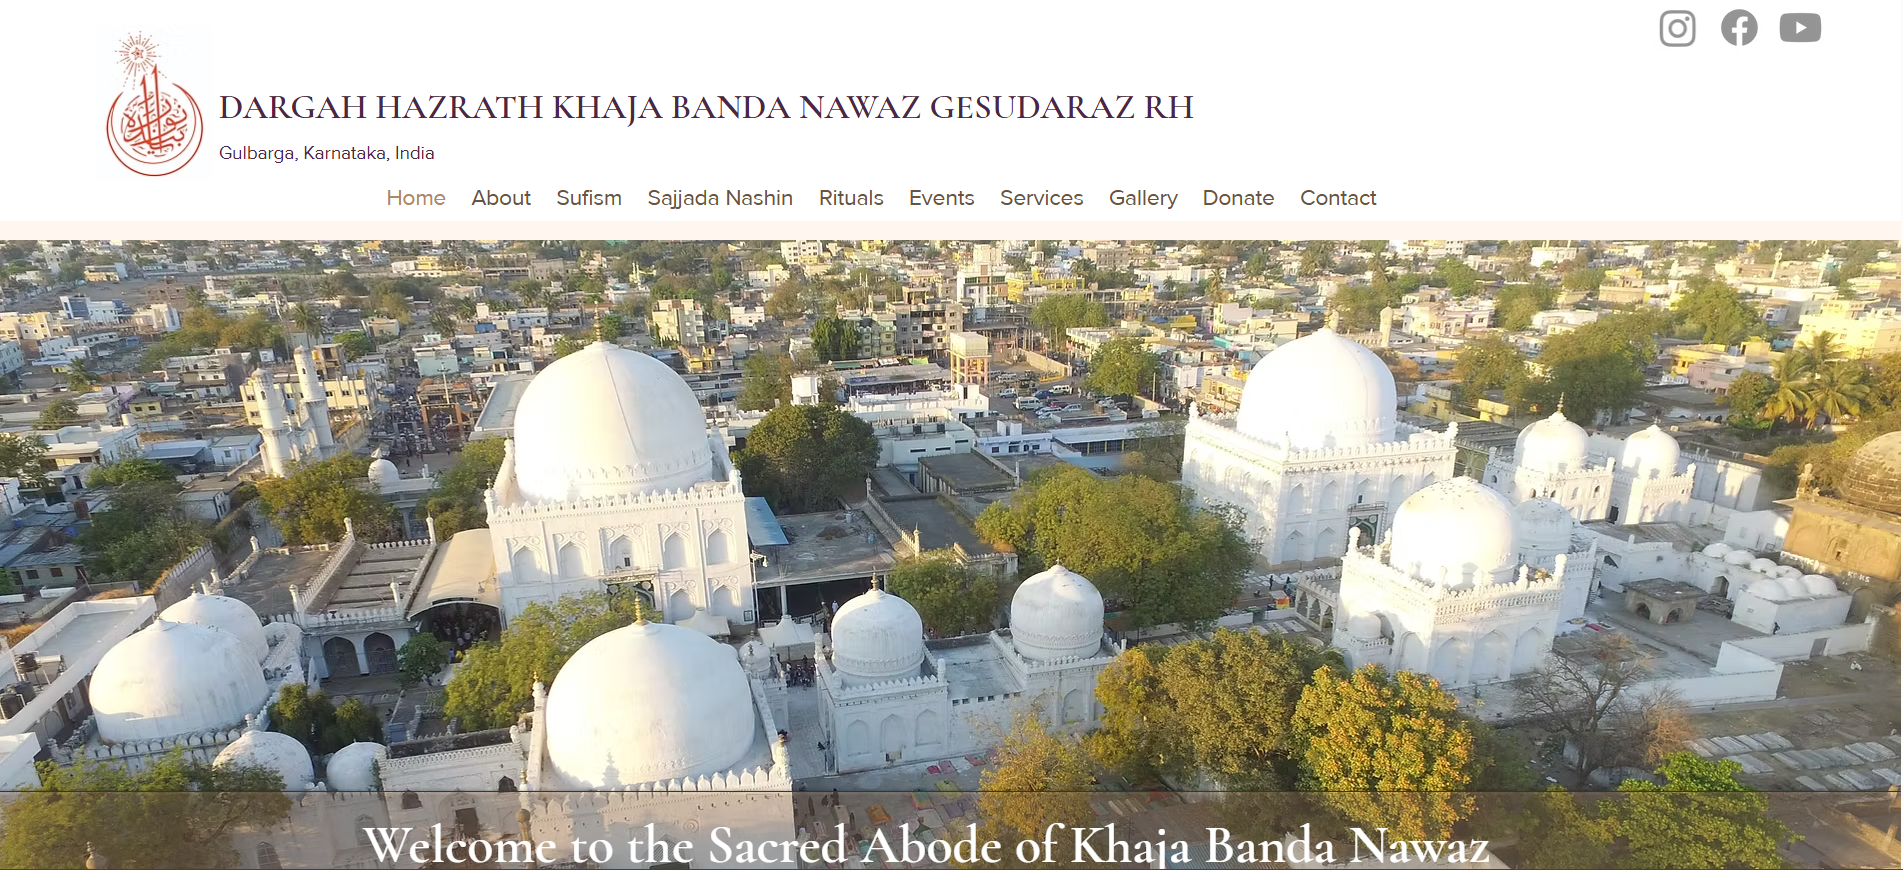 DARGAH HAZRATH KHAJA BANDA NAWAZ GESUDARAZ RH
Gulbarga, Karnataka, India
Home About Sufism Sajjada Nashin Rituals Events Services Gallery Donate Contact
Welcome to the Sacred Abode of Khaja Banda Nawaz